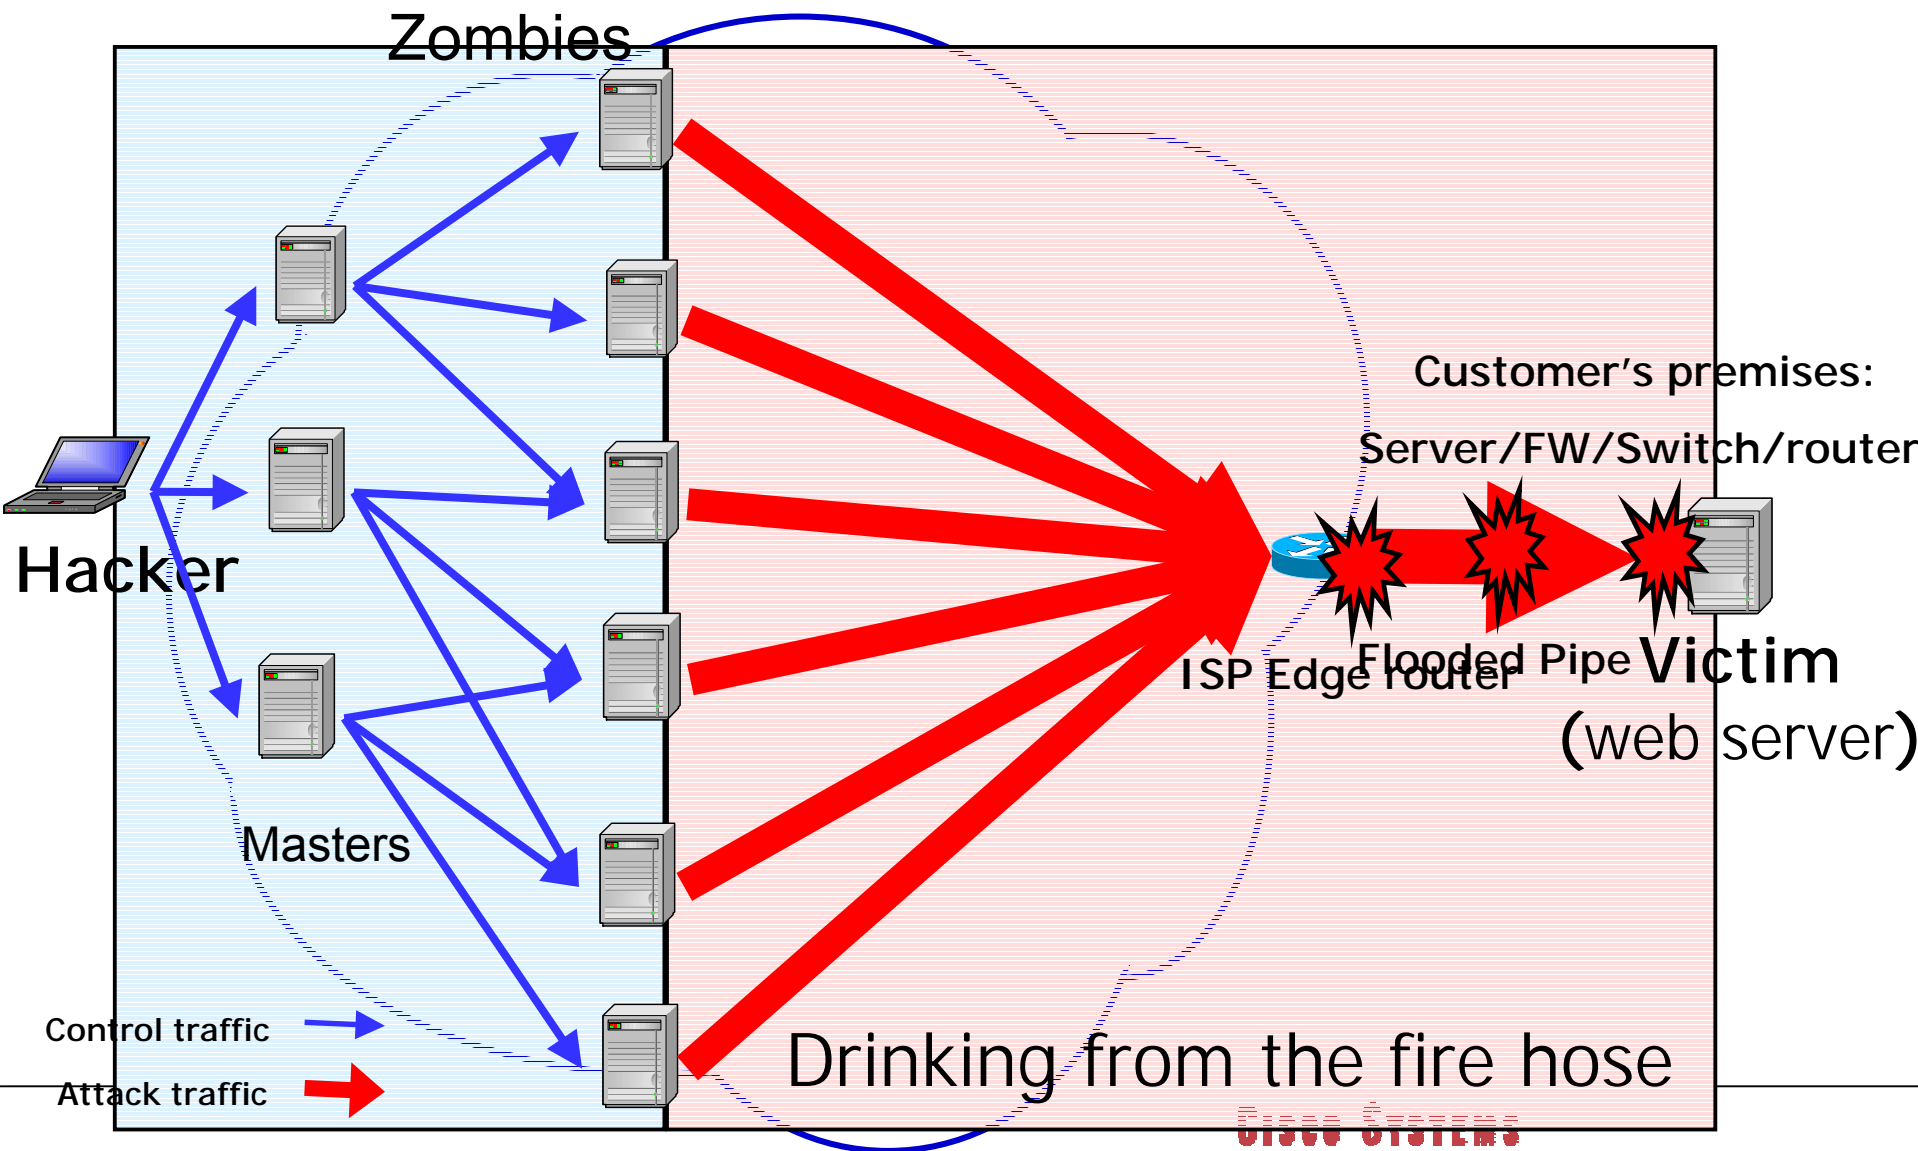 Zombies
Customer's premises:
Server/FW/Switch/router
Hacker
Flooded Pipe
ISP Edge router
Victim
(web server)
Masters
Control traffic
Attack traffic
Drinking from the fire hose
CISCO SYSTEMS